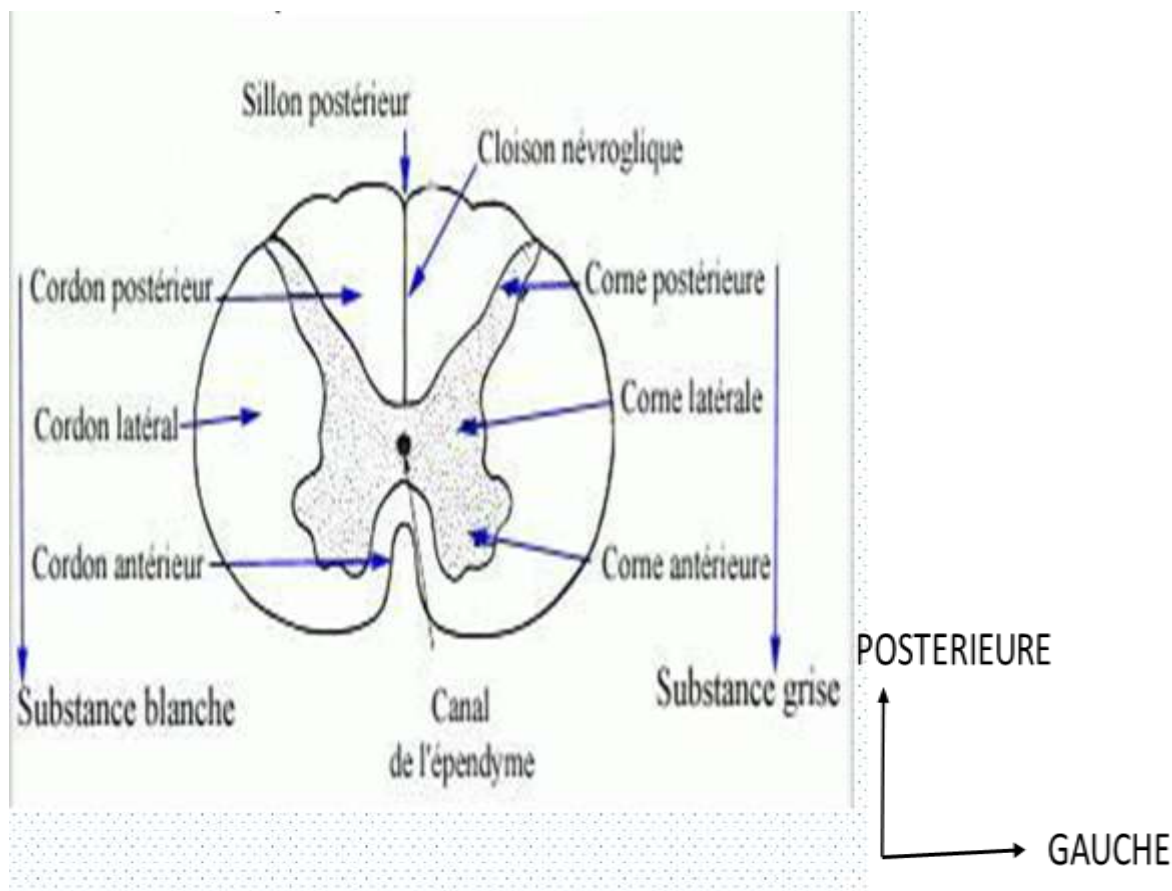 Sillon postérieur
Cloison névroglique
Cordon postérieur
Corne postérieure
Cordon latéral
Corne latérale
Cordon antérieur
Corne antérieure
POSTERIEURE
Substance blanche
Canal
de l'épendyme
Substance grise
GAUCHE